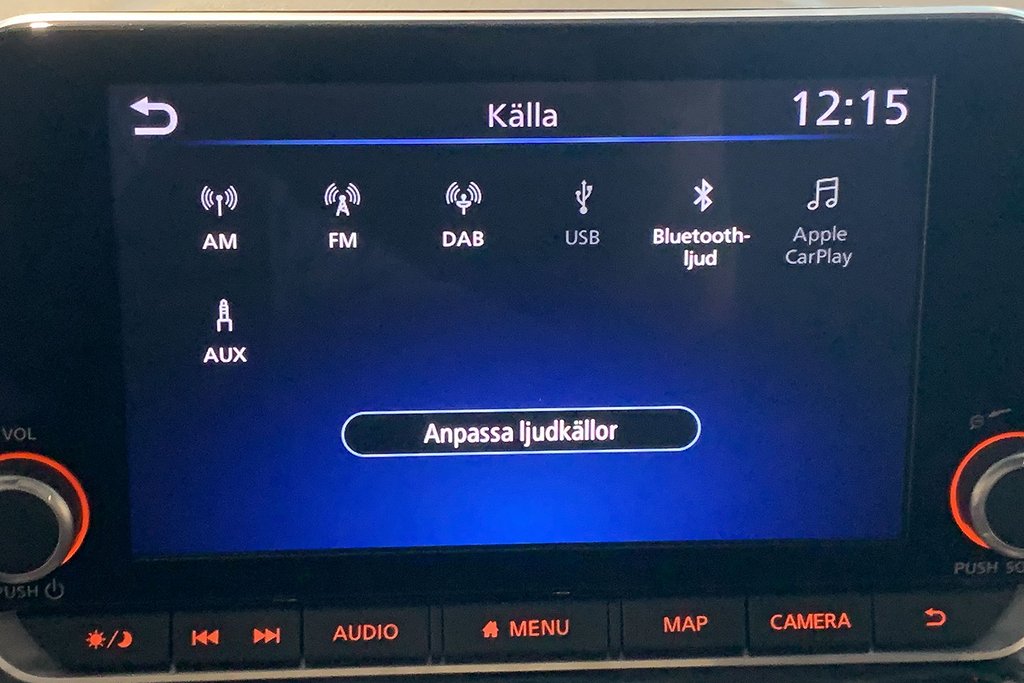 Källa
12:15
AM
FM
DAB
USB
Bluetooth-
ljud
Apple
CarPlay
AUX
Anpassa ljudkällor
VOL
PUSH
PUSH
AUDIO
MENU
MAP
CAMERA